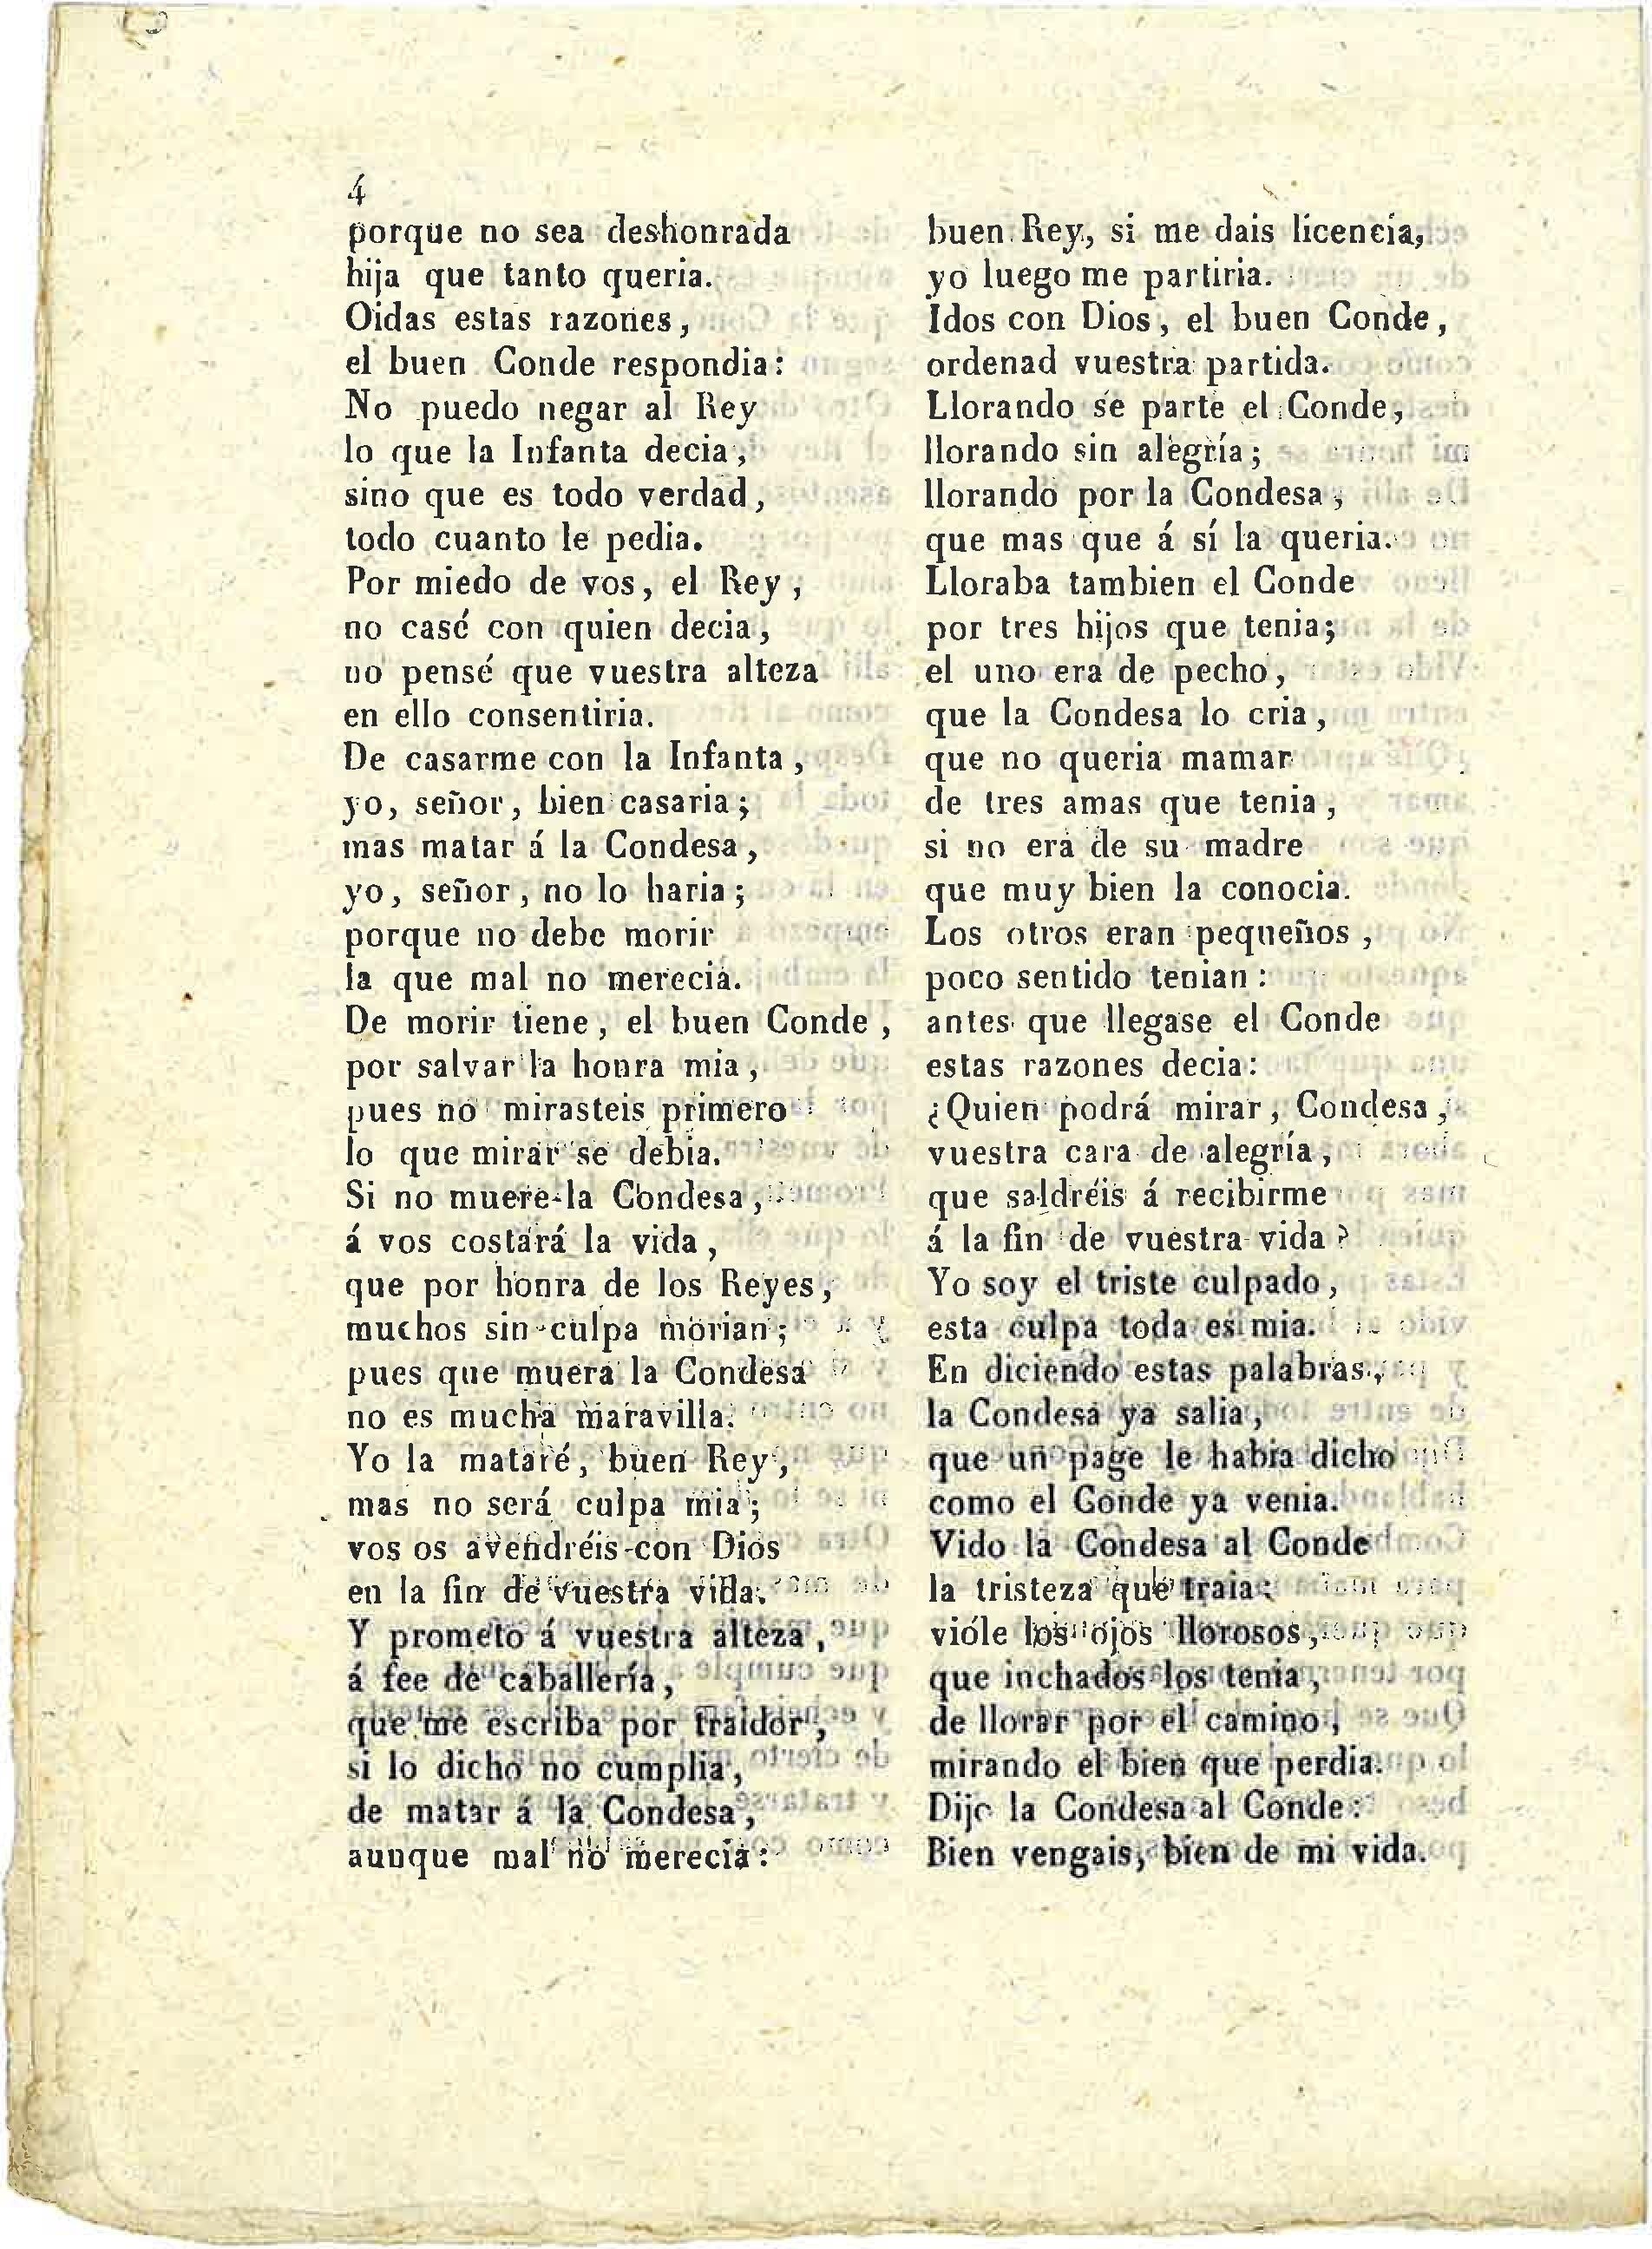 4
porque no sea deshonrada
hija que tanto queria.
Oidas estas razones,
el buen Conde respondia:
No puedo negar al Rey
lo que la Infanta decia,
sino que es todo verdad,
todo cuanto le pedia.
Por miedo de vos, el Rey,
no casé con quien decia,
no pensé que vuestra alteza
en ello consentiria.
De casarme con la Infanta,
yo, señor, bien casaria;
mas matar á la Condesa,
yo, señor, no lo haria;
porque no debe morir
la que mal no merecia.
De morir tiene, el buen Conde,
por salvar la honra mia,
pues no mirasteis primero
lo que mirar se debia.
Si no muere la Condesa,
á vos costará la vida,
que por honra de los Reyes,
muchos sin culpa morian;
pues que muera la Condesa
no es mucha maravilla.
Yo la mataré, buen Rey,
mas no será culpa mia;
vos os avendréis con Dios
en la fin de vuestra vida.
Y prometo á vuestra alteza,
á fee de caballería,
que me escriba por traidor,
si lo dicho no cumplia,
de matar á la Condesa,
aunque mal no merecia:
buen Rey, si me dais licencia,
yo luego me partiria.
Idos con Dios, el buen Conde,
ordenad vuestra partida.
Llorando se parte el Conde,
llorando sin alegría;
llorando por la Condesa,
que mas que á sí la queria.
Lloraba tambien el Conde
por tres hijos que tenia;
el uno era de pecho,
que la Condesa lo cria,
que no queria mamar
de tres amas que tenia,
si no era de su madre
que muy bien la conocia.
Los otros eran pequeños,
poco sentido tenian:
antes que llegase el Conde
estas razones decia:
¿Quien podrá mirar, Condesa,
vuestra cara de alegría,
que saldréis á recibirme
á la fin de vuestra vida?
Yo soy el triste culpado,
esta culpa toda es mia.
En diciendo estas palabras,
la Condesa ya salia,
que un page le habia dicho
como el Conde ya venia.
Vido la Condesa al Conde
la tristeza que traia:
vióle los ojos llorosos,
que inchados los tenia,
de llorar por el camino,
mirando el bien que perdia.
Dijo la Condesa al Conde:
Bien vengais, bien de mi vida.